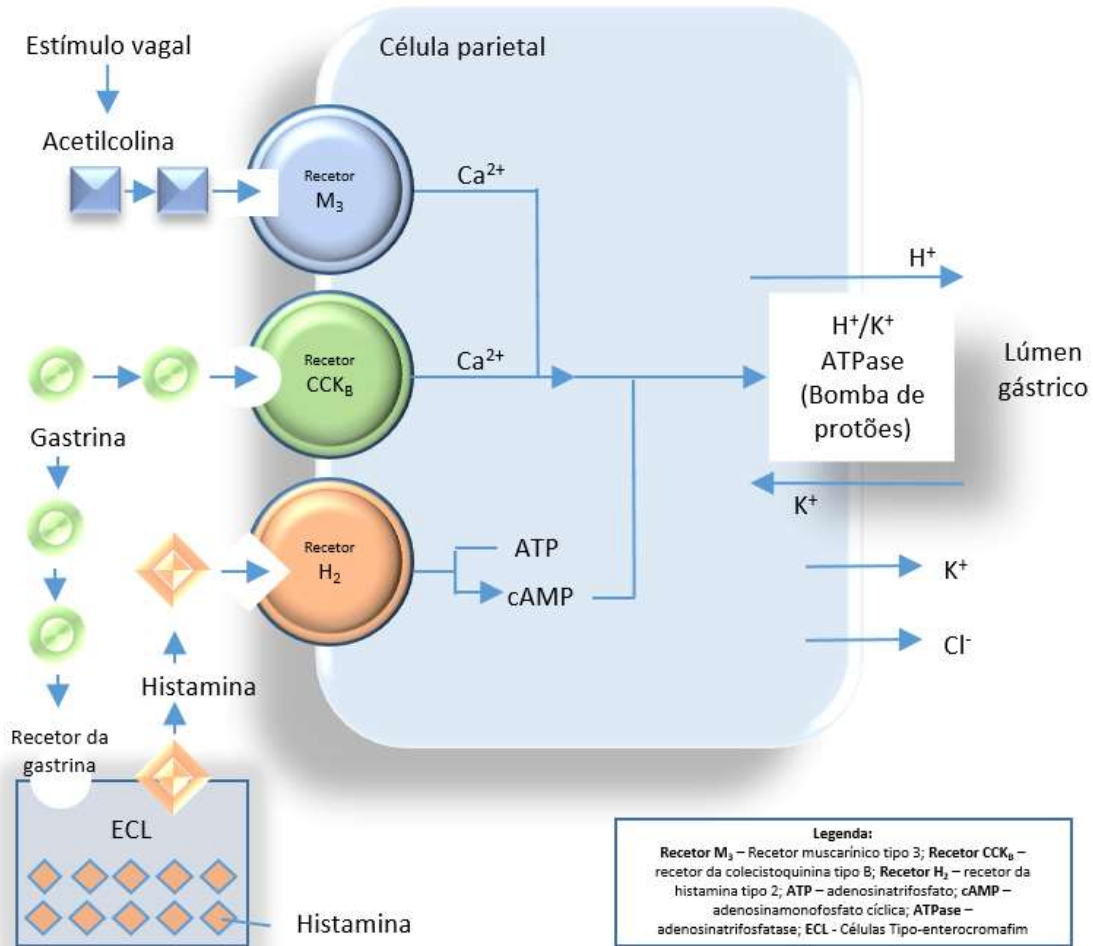 Estímulo vagal
Célula parietal
Acetilcolina
Recetor
M₃
Ca²⁺
H⁺
Recetor
CCK_B
Ca²⁺
H⁺/K⁺
ATPase
(Bomba de
protões)
Lúmen
gástrico
Gastrina
K⁺
Recetor
H₂
ATP
cAMP
K⁺
Cl⁻
Histamina
Recetor da
gastrina
ECL
Histamina
Legenda:
Recetor M₃ – Recetor muscarínico tipo 3; Recetor CCK_B –
recetor da colecistoquinina tipo B; Recetor H₂ – recetor da
histamina tipo 2; ATP – adenosinatrifosfato; cAMP –
adenosinamonofosfato cíclica; ATPase –
adenosinatrifosfatase; ECL - Células Tipo-enterocromafim